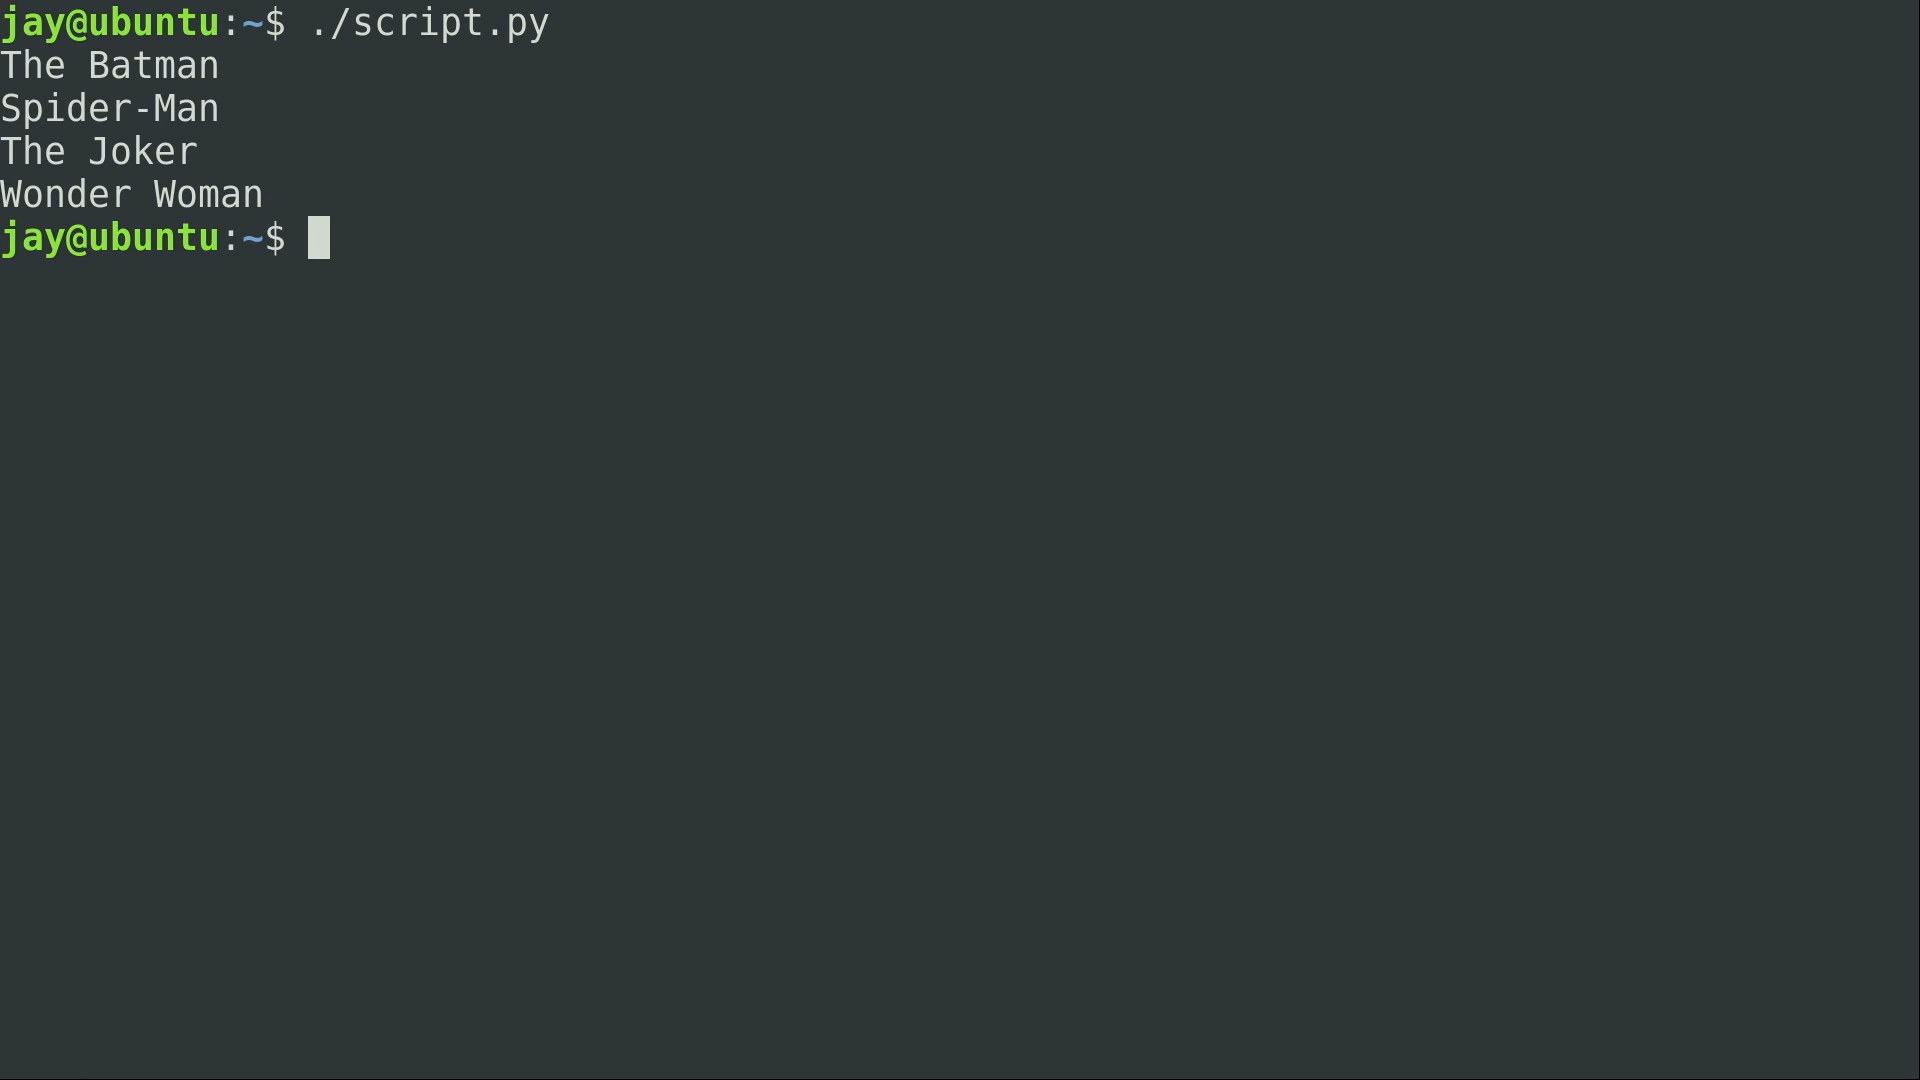 jay@ubuntu:~$ ./script.py
The Batman
Spider-Man
The Joker
Wonder Woman
jay@ubuntu:~$